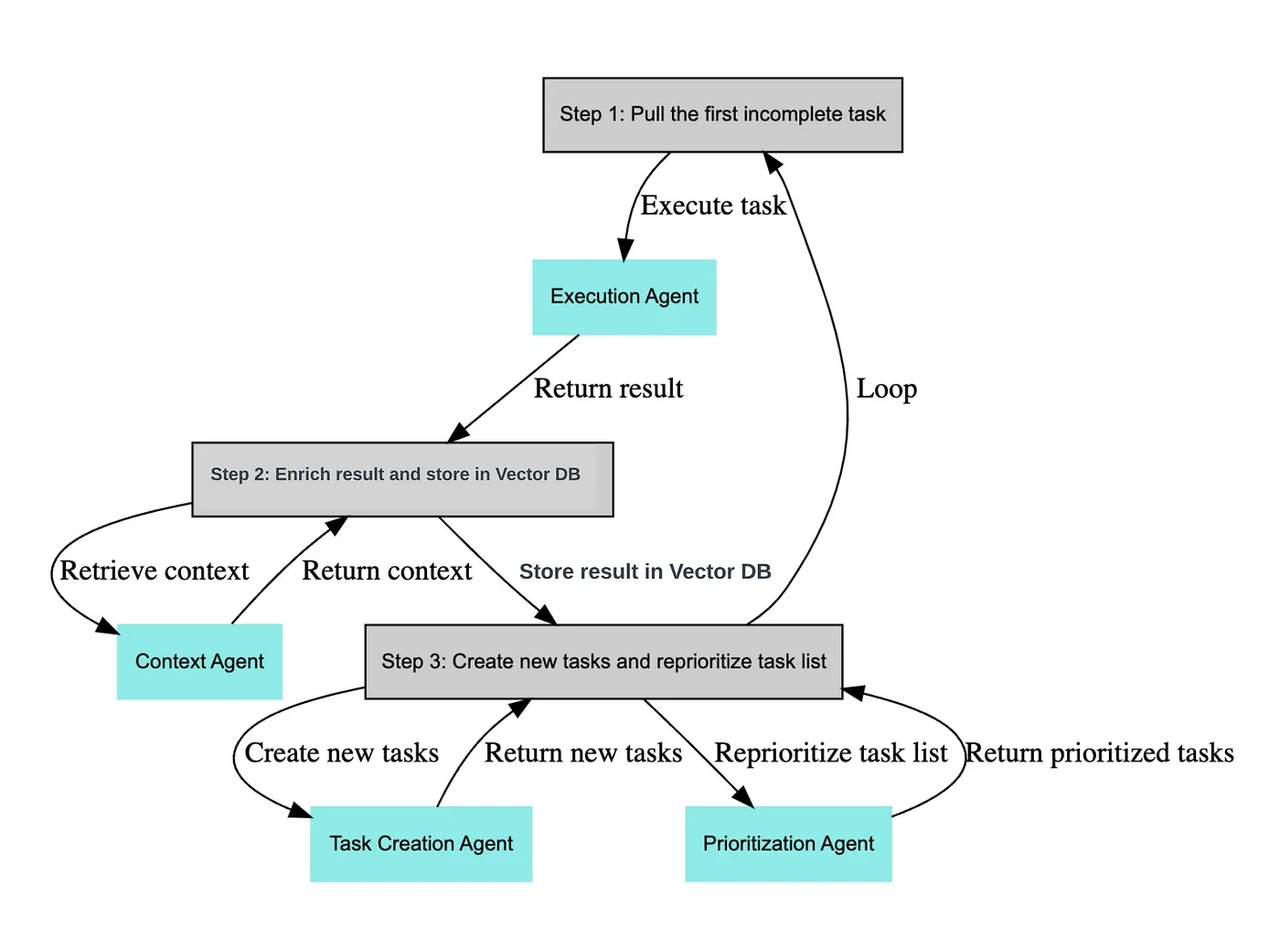 Step 1: Pull the first incomplete task
Execute task
Execution Agent
Return result
Loop
Step 2: Enrich result and store in Vector DB
Retrieve context
Return context
Store result in Vector DB
Context Agent
Step 3: Create new tasks and reprioritize task list
Create new tasks
Return new tasks
Reprioritize task list
Return prioritized tasks
Task Creation Agent
Prioritization Agent